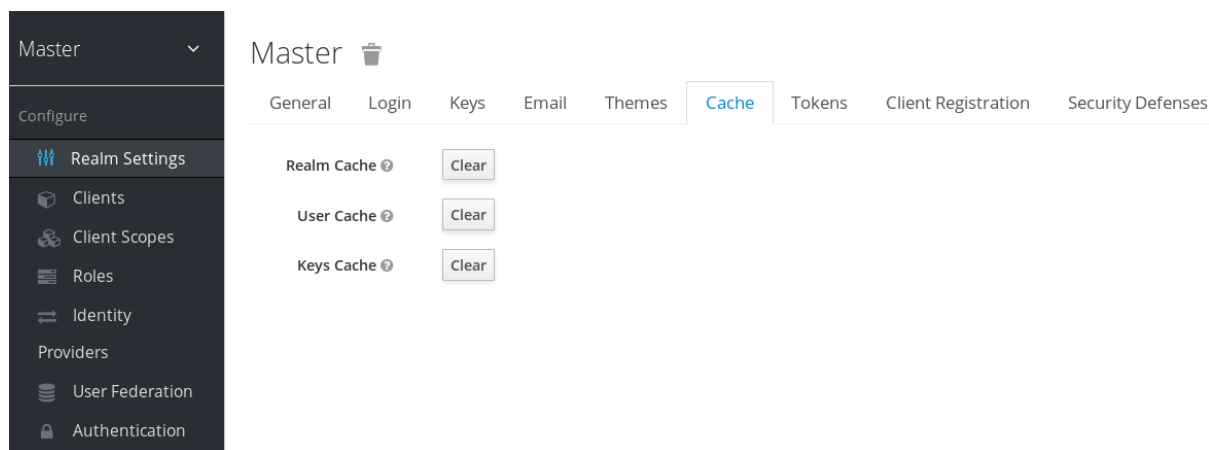 Master
Configure
Realm Settings
Clients
Client Scopes
Roles
Identity
Providers
User Federation
Authentication
Master
General Login Keys Email Themes Cache Tokens Client Registration Security Defenses
Realm Cache Clear
User Cache Clear
Keys Cache Clear